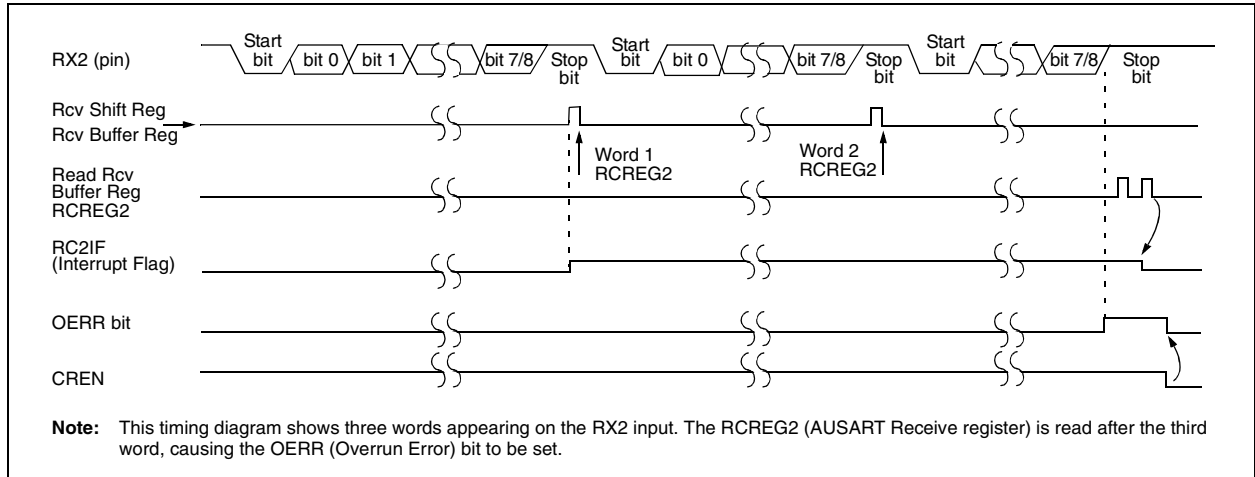 RX2 (pin)
Start bit
bit 0
bit 1
bit 7/8
Stop bit
Start bit
bit 0
bit 7/8
Stop bit
Start bit
bit 7/8
Stop bit
Rcv Shift Reg
Rcv Buffer Reg
Word 1
RCREG2
Word 2
RCREG2
Read Rcv
Buffer Reg
RCREG2
RC2IF
(Interrupt Flag)
OERR bit
CREN
Note: This timing diagram shows three words appearing on the RX2 input. The RCREG2 (AUSART Receive register) is read after the third
word, causing the OERR (Overrun Error) bit to be set.